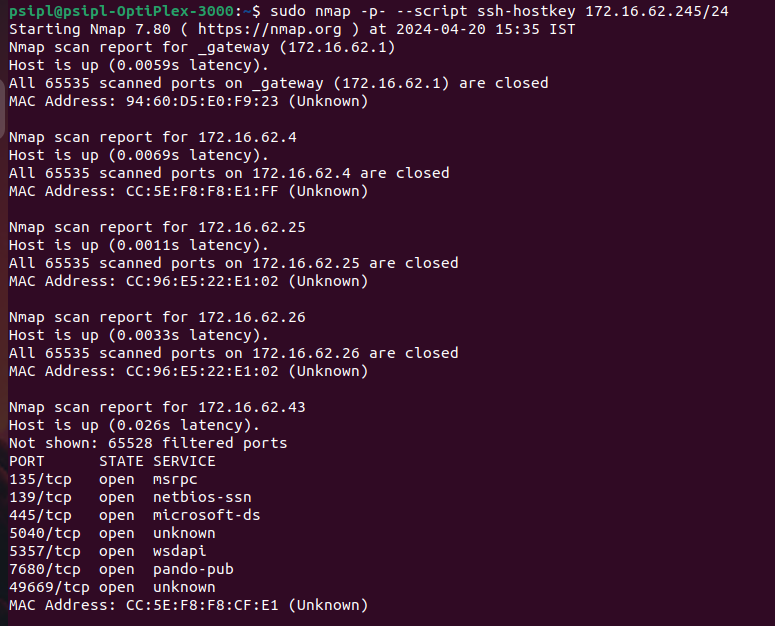 psipl@psipl-OptiPlex-3000:~$ sudo nmap -p- --script ssh-hostkey 172.16.62.245/24
Starting Nmap 7.80 ( https://nmap.org ) at 2024-04-20 15:35 IST
Nmap scan report for _gateway (172.16.62.1)
Host is up (0.0059s latency).
All 65535 scanned ports on _gateway (172.16.62.1) are closed
MAC Address: 94:60:D5:E0:F9:23 (Unknown)

Nmap scan report for 172.16.62.4
Host is up (0.0069s latency).
All 65535 scanned ports on 172.16.62.4 are closed
MAC Address: CC:5E:F8:F8:E1:FF (Unknown)

Nmap scan report for 172.16.62.25
Host is up (0.0011s latency).
All 65535 scanned ports on 172.16.62.25 are closed
MAC Address: CC:96:E5:22:E1:02 (Unknown)

Nmap scan report for 172.16.62.26
Host is up (0.0033s latency).
All 65535 scanned ports on 172.16.62.26 are closed
MAC Address: CC:96:E5:22:E1:02 (Unknown)

Nmap scan report for 172.16.62.43
Host is up (0.026s latency).
Not shown: 65528 filtered ports
PORT      STATE SERVICE
135/tcp   open  msrpc
139/tcp   open  netbios-ssn
445/tcp   open  microsoft-ds
5040/tcp  open  unknown
5357/tcp  open  wsdapi
7680/tcp  open  pando-pub
49669/tcp open  unknown
MAC Address: CC:5E:F8:F8:CF:E1 (Unknown)